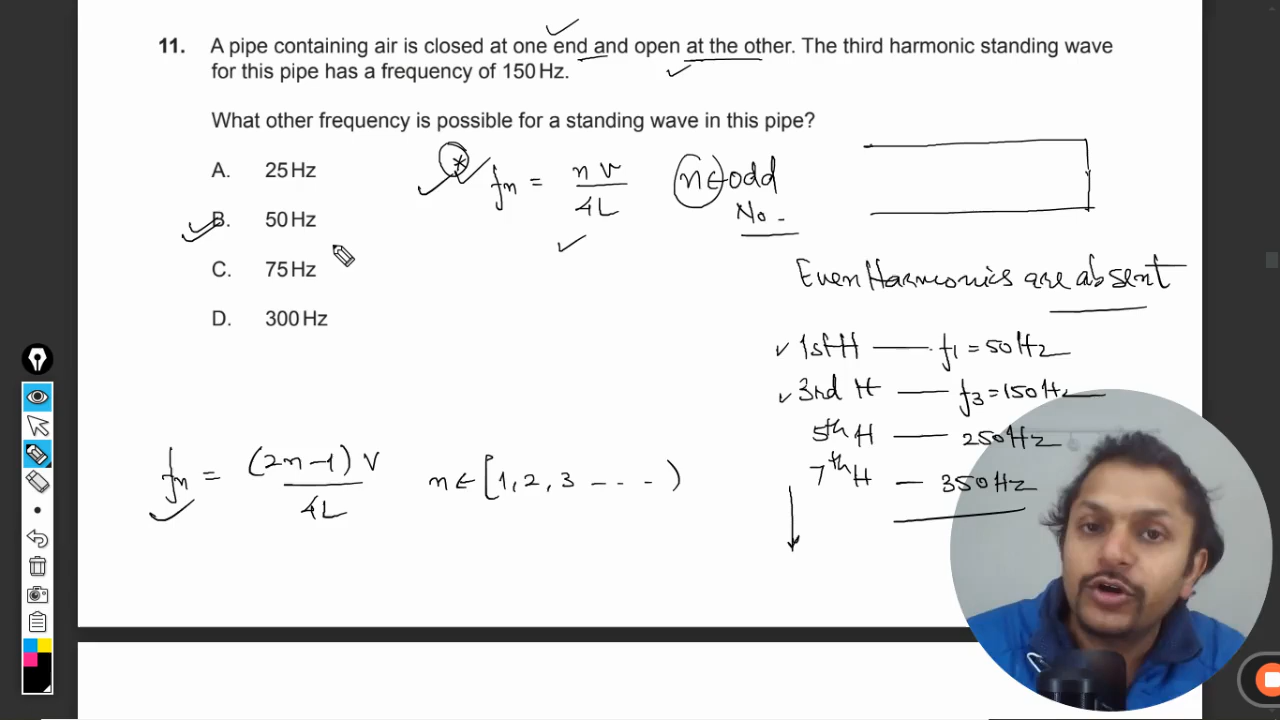 11. A pipe containing air is closed at one end and open at the other. The third harmonic standing wave
for this pipe has a frequency of 150 Hz.
What other frequency is possible for a standing wave in this pipe?
A. 25 Hz
B. 50 Hz
C. 75 Hz
D. 300 Hz
* fn = nV / 4L n ∈ odd
No.
Even Harmonics are absent
1st H — f1 = 50 Hz
3rd H — f3 = 150 Hz
5th H — 250 Hz
7th H — 350 Hz
fn = (2n-1) V / 4L n ∈ [1, 2, 3 ----)